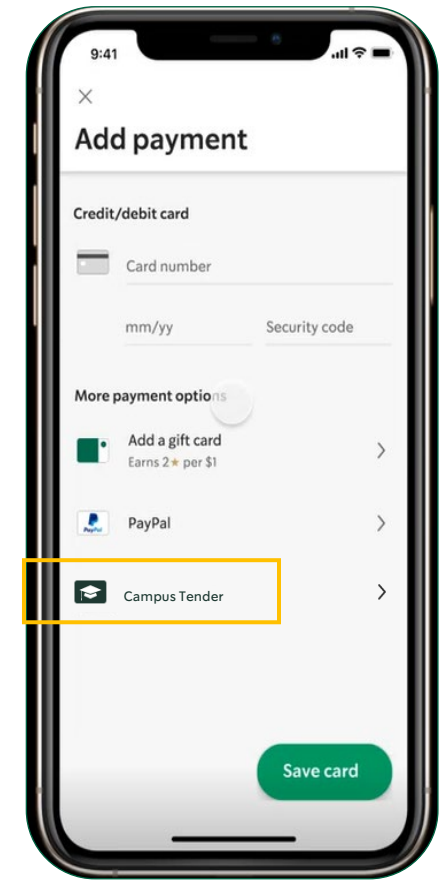 9:41
Add payment
Credit/debit card
Card number
mm/yy Security code
More payment options
Add a gift card
Earns 2★ per $1
PayPal
PayPal
Campus Tender
Save card